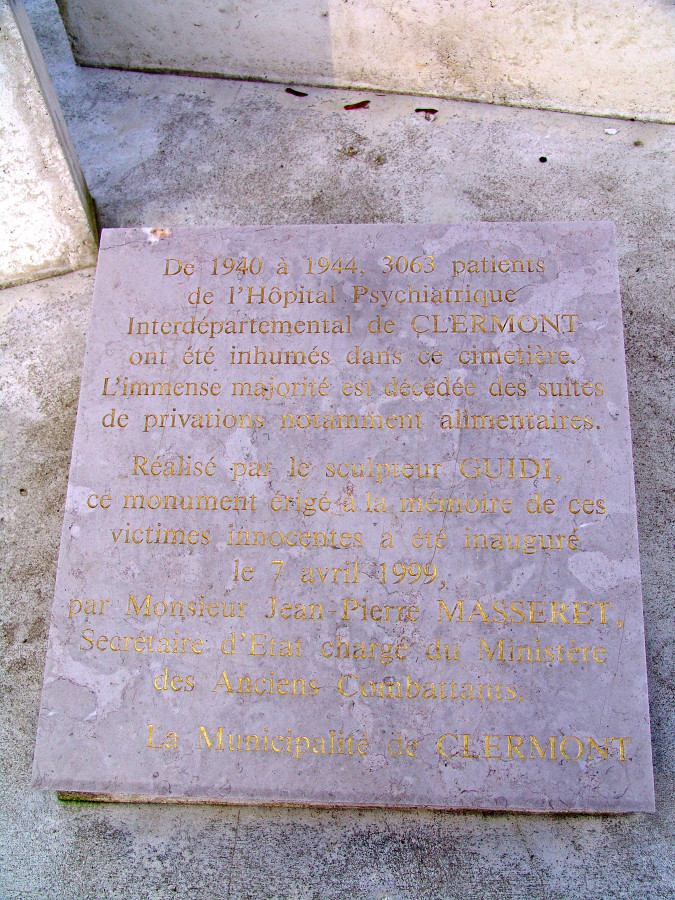 De 1940 à 1944, 3063 patients
de l'Hôpital Psychiatrique
Interdépartemental de CLERMONT
ont été inhumés dans ce cimetière.
L'immense majorité est décédée des suites
de privations notamment alimentaires.
Réalisé par le sculpteur GUIDI,
ce monument érigé à la mémoire de ces
victimes innocentes a été inauguré
le 7 avril 1999,
par Monsieur Jean-Pierre MASSERET,
Secrétaire d'Etat chargé du Ministère
des Anciens Combattants.
La Municipalité de CLERMONT